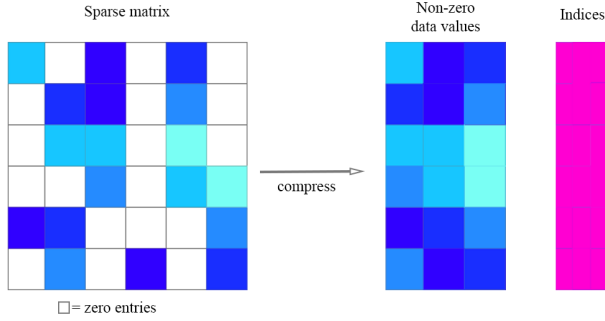 Sparse matrix
Non-zero
data values
Indices
compress
= zero entries